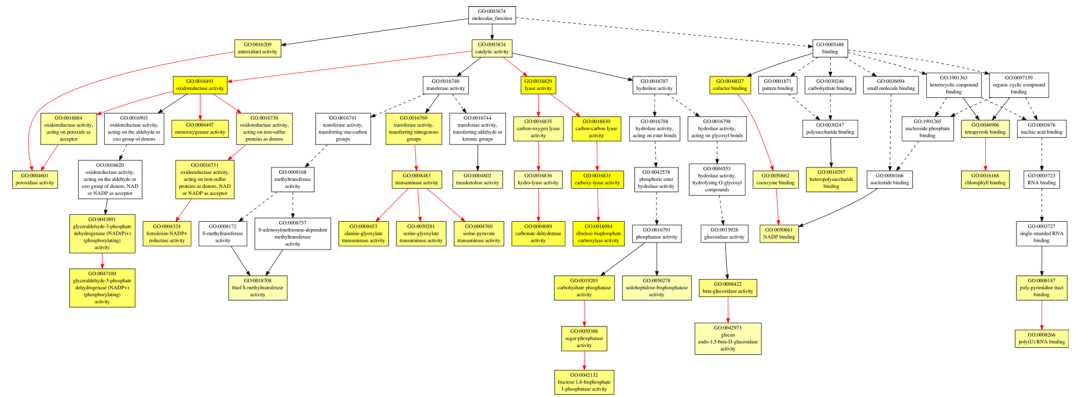 GO:0003674
molecular_function
GO:0016209
antioxidant activity
GO:0003824
catalytic activity
GO:0005488
binding
GO:0016491
oxidoreductase activity
GO:0016740
transferase activity
GO:0016829
lyase activity
GO:0016787
hydrolase activity
GO:0048037
cofactor binding
GO:0001871
pattern binding
GO:0030246
carbohydrate binding
GO:0036094
small molecule binding
GO:1901363
heterocyclic compound
binding
GO:0097159
organic cyclic compound
binding
GO:0016684
oxidoreductase activity,
acting on peroxide as
acceptor
GO:0016903
oxidoreductase activity,
acting on the aldehyde or
oxo group of donors
GO:0004497
monooxygenase activity
GO:0016730
oxidoreductase activity,
acting on iron-sulfur
proteins as donors
GO:0016741
transferase activity,
transferring one-carbon
groups
GO:0016769
transferase activity,
transferring nitrogenous
groups
GO:0016744
transferase activity,
transferring aldehyde or
ketonic groups
GO:0016835
carbon-oxygen lyase
activity
GO:0016830
carbon-carbon lyase
activity
GO:0016788
hydrolase activity,
acting on ester bonds
GO:0016798
hydrolase activity,
acting on glycosyl bonds
GO:0030247
polysaccharide binding
GO:1901265
nucleoside phosphate
binding
GO:0046906
tetrapyrrole binding
GO:0003676
nucleic acid binding
GO:0004601
peroxidase activity
GO:0016620
oxidoreductase activity,
acting on the aldehyde or
oxo group of donors, NAD
or NADP as acceptor
GO:0016731
oxidoreductase activity,
acting on iron-sulfur
proteins as donors, NAD
or NADP as acceptor
GO:0008168
methyltransferase
activity
GO:0008483
transaminase activity
GO:0004802
transketolase activity
GO:0016836
hydro-lyase activity
GO:0016831
carboxy-lyase activity
GO:0042578
phosphoric ester
hydrolase activity
GO:0004553
hydrolase activity,
hydrolyzing O-glycosyl
compounds
GO:0050662
coenzyme binding
GO:0010297
heteropolysaccharide
binding
GO:0000166
nucleotide binding
GO:0016168
chlorophyll binding
GO:0003723
RNA binding
GO:0043891
glyceraldehyde-3-phosphate
dehydrogenase (NAD(P)+)
(phosphorylating)
activity
GO:0004324
ferredoxin-NADP+
reductase activity
GO:0008172
S-methyltransferase
activity
GO:0008757
S-adenosylmethionine-dependent
methyltransferase
activity
GO:0008453
alanine-glyoxylate
transaminase activity
GO:0050281
serine-glyoxylate
transaminase activity
GO:0004760
serine-pyruvate
transaminase activity
GO:0004089
carbonate dehydratase
activity
GO:0016984
ribulose-bisphosphate
carboxylase activity
GO:0016791
phosphatase activity
GO:0015926
glucosidase activity
GO:0050661
NADP binding
GO:0003727
single-stranded RNA
binding
GO:0047100
glyceraldehyde-3-phosphate
dehydrogenase (NADP+)
(phosphorylating)
activity
GO:0018708
thiol S-methyltransferase
activity
GO:0019203
carbohydrate phosphatase
activity
GO:0050278
sedoheptulose-bisphosphatase
activity
GO:0008422
beta-glucosidase activity
GO:0008187
poly-pyrimidine tract
binding
GO:0050308
sugar-phosphatase
activity
GO:0042973
glucan
endo-1,3-beta-D-glucosidase
activity
GO:0008266
poly(U) RNA binding
GO:0042132
fructose 1,6-bisphosphate
1-phosphatase activity